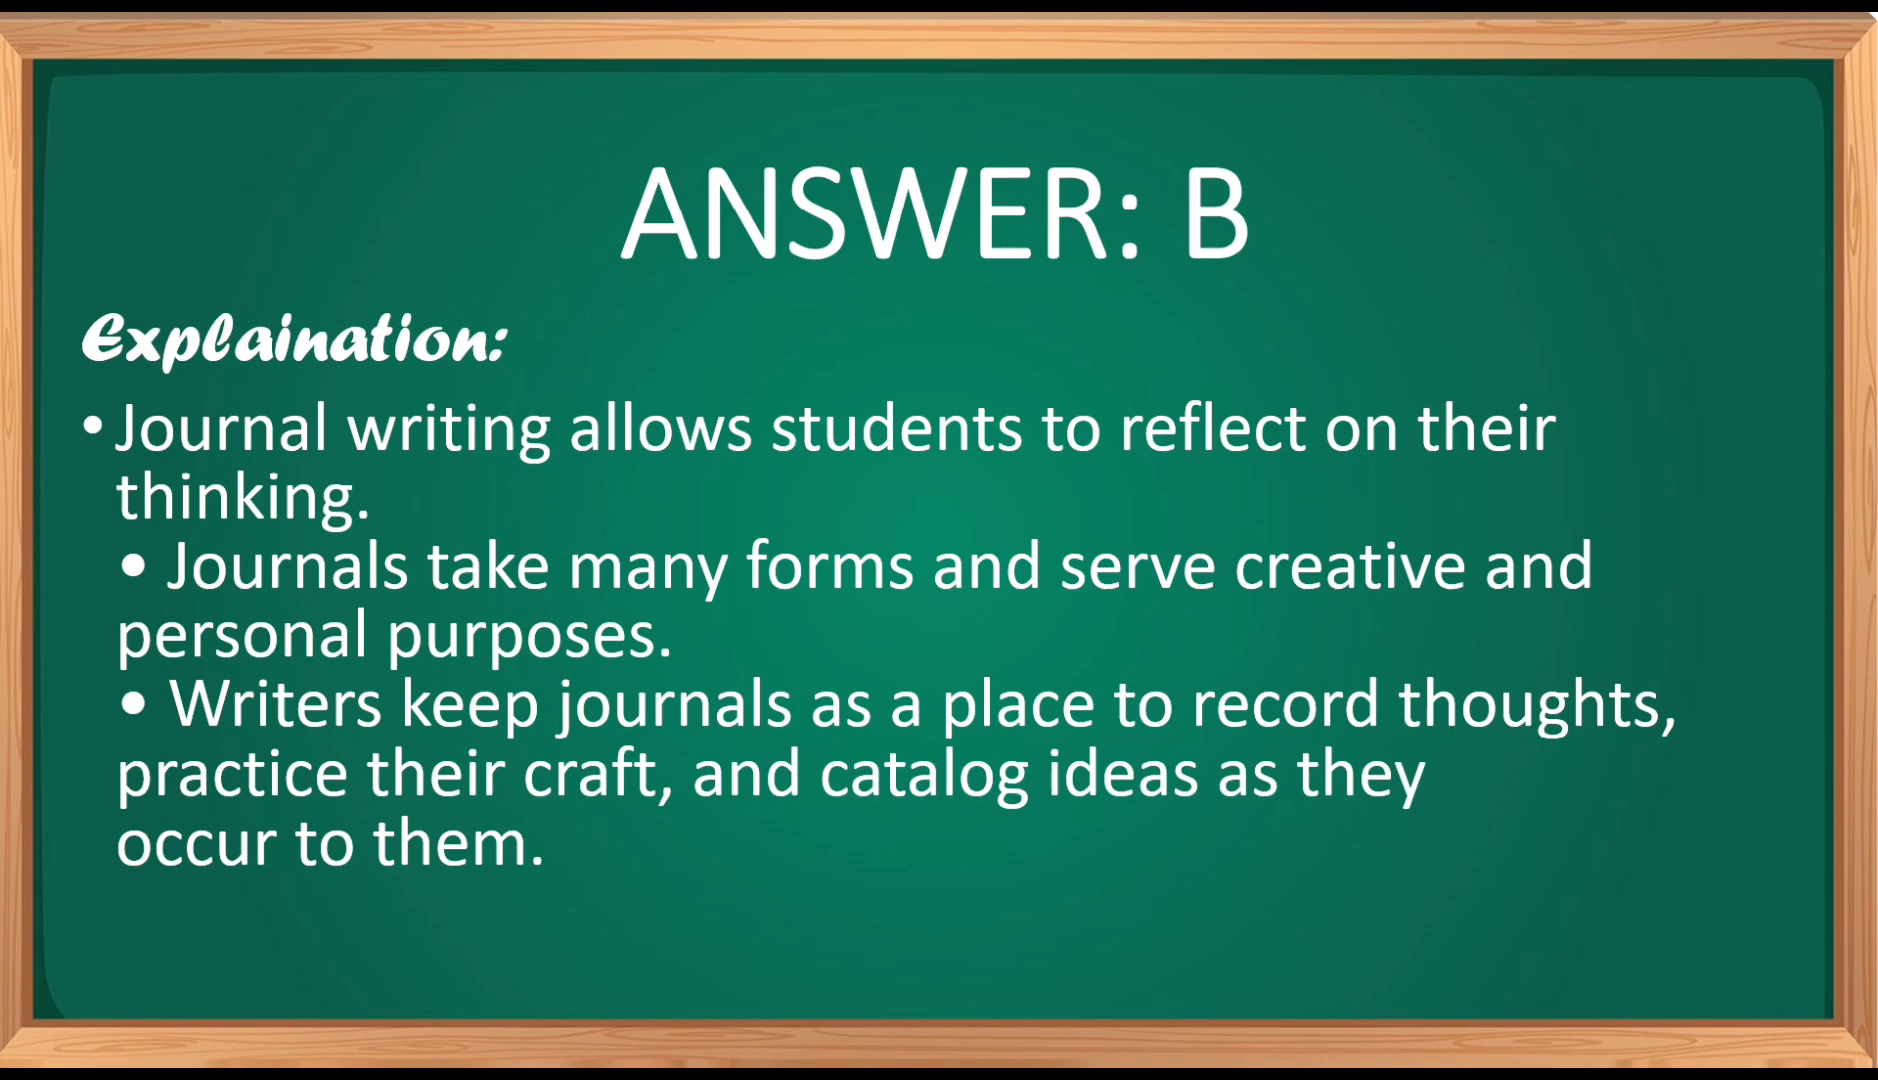 ANSWER: B
Explaination:
• Journal writing allows students to reflect on their
thinking.
• Journals take many forms and serve creative and
personal purposes.
• Writers keep journals as a place to record thoughts,
practice their craft, and catalog ideas as they
occur to them.